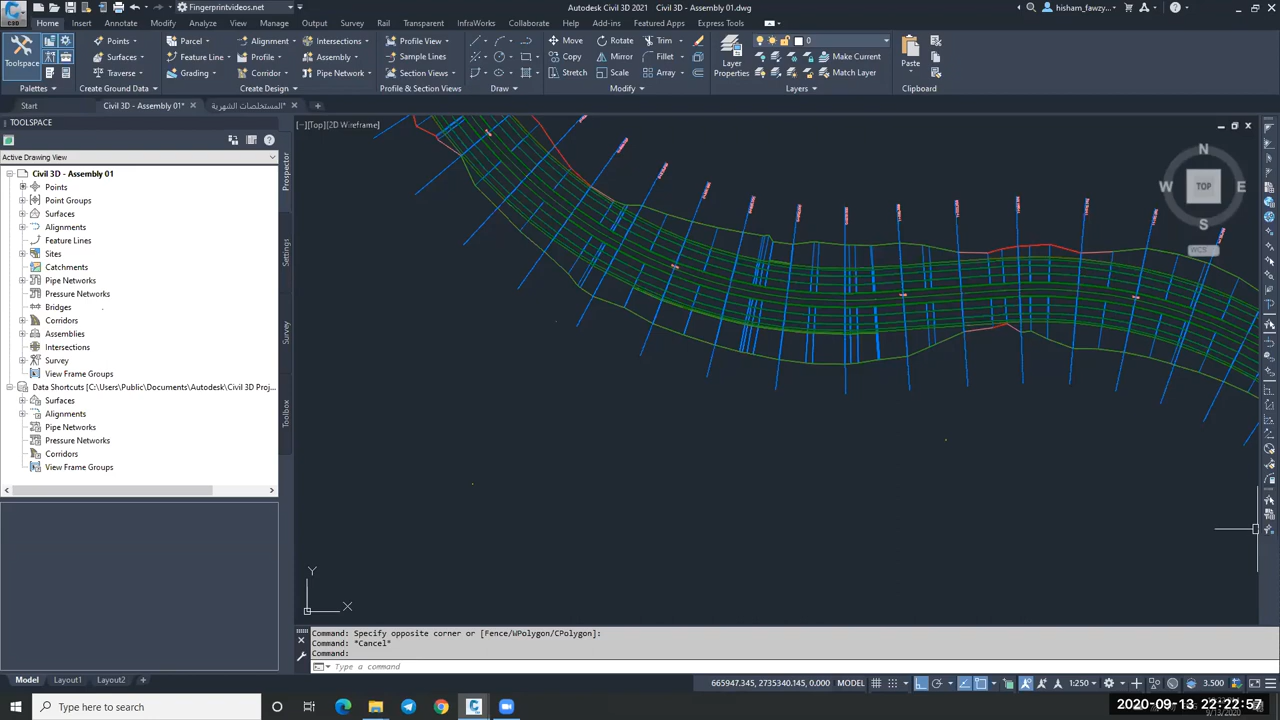 C3D
Fingerprintvideos.net
Autodesk Civil 3D 2021 Civil 3D - Assembly 01.dwg
hisham_fawzy...
Home Insert Annotate Modify Analyze View Manage Output Survey Rail Transparent InfraWorks Collaborate Help Add-ins Featured Apps Express Tools
Points Parcel Alignment Intersections Profile View Move Rotate Trim 0
Toolspace Surfaces Feature Line Profile Assembly Sample Lines Copy Mirror Fillet Layer Properties Make Current Paste
Traverse Grading Corridor Pipe Network Section Views Stretch Scale Array Match Layer
Palettes Create Ground Data Create Design Profile & Section Views Draw Modify Layers Clipboard
Start Civil 3D - Assembly 01* المستخلصات الشهرية*
TOOLSPACE
[−][Top][2D Wireframe]
Active Drawing View
Civil 3D - Assembly 01
Points
Point Groups
Surfaces
Alignments
Feature Lines
Sites
Catchments
Pipe Networks
Pressure Networks
Bridges
Corridors
Assemblies
Intersections
Survey
View Frame Groups
Data Shortcuts [C:\Users\Public\Documents\Autodesk\Civil 3D Proj...
Surfaces
Alignments
Pipe Networks
Pressure Networks
Corridors
View Frame Groups
Prospector
Settings
Survey
Toolbox
N
W TOP E
S
WCS
Y
X
Command: Specify opposite corner or [Fence/WPolygon/CPolygon]:
Command: *Cancel*
Command:
Type a command
Model Layout1 Layout2
665947.345, 2735340.145, 0.000 MODEL 1:250 3.500
Type here to search
2020-09-13 22:22:57